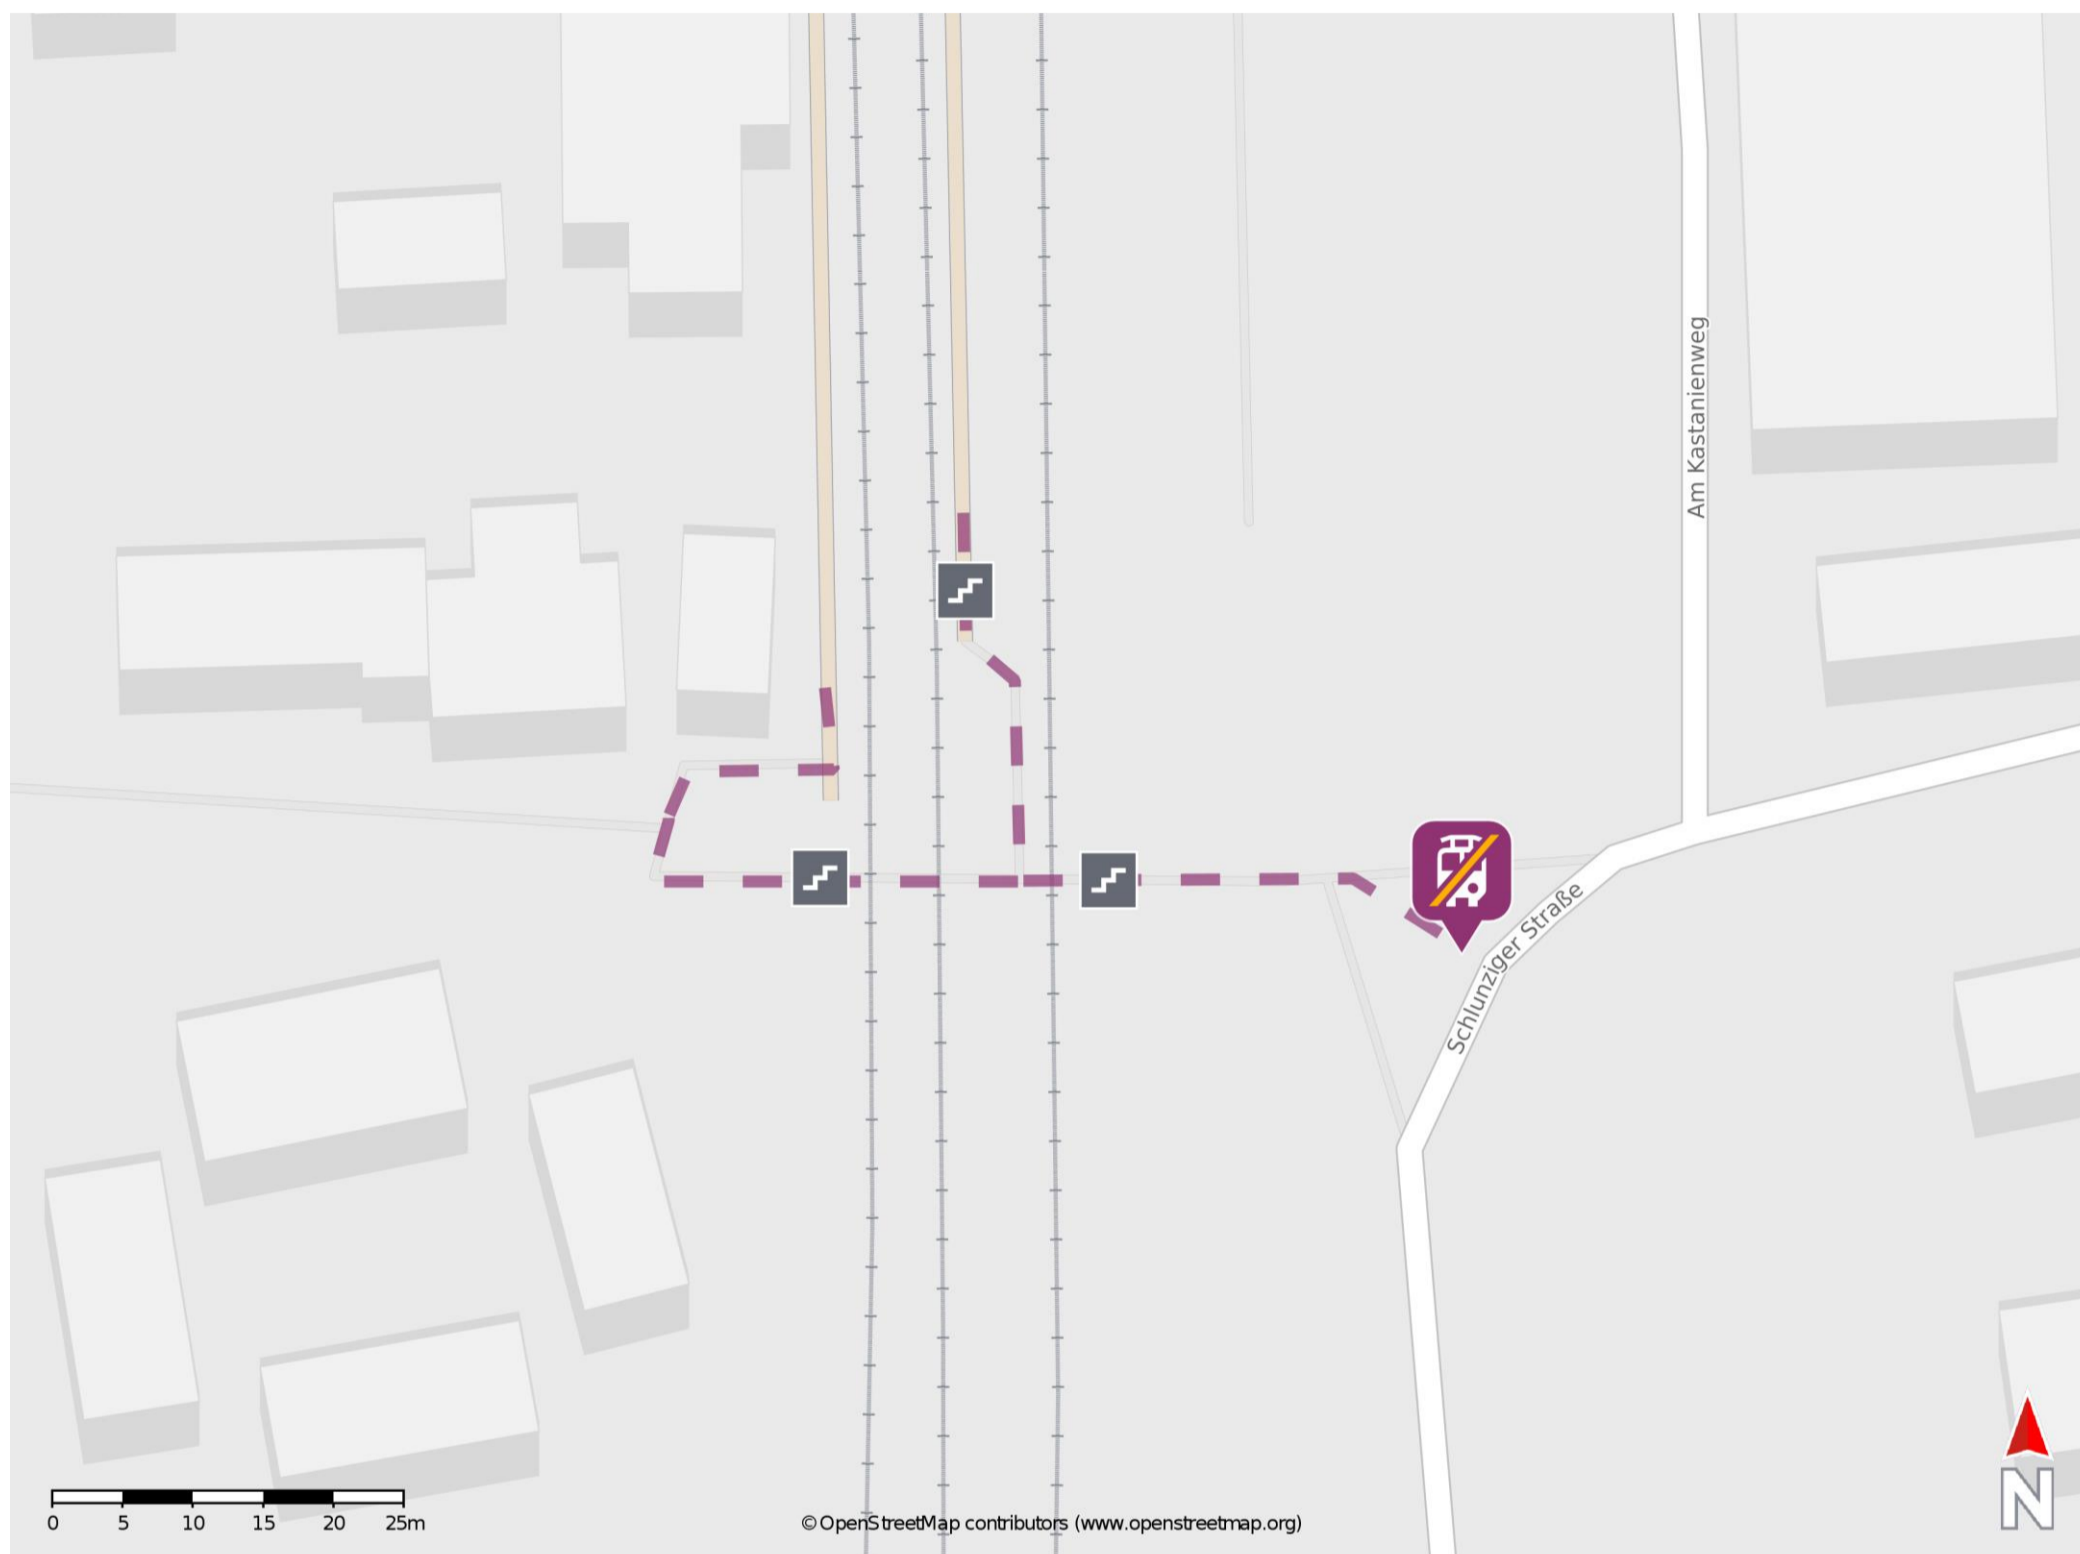 Am Kastanienweg
Schlunziger Straße
0 5 10 15 20 25m
©OpenStreetMap contributors (www.openstreetmap.org)
N